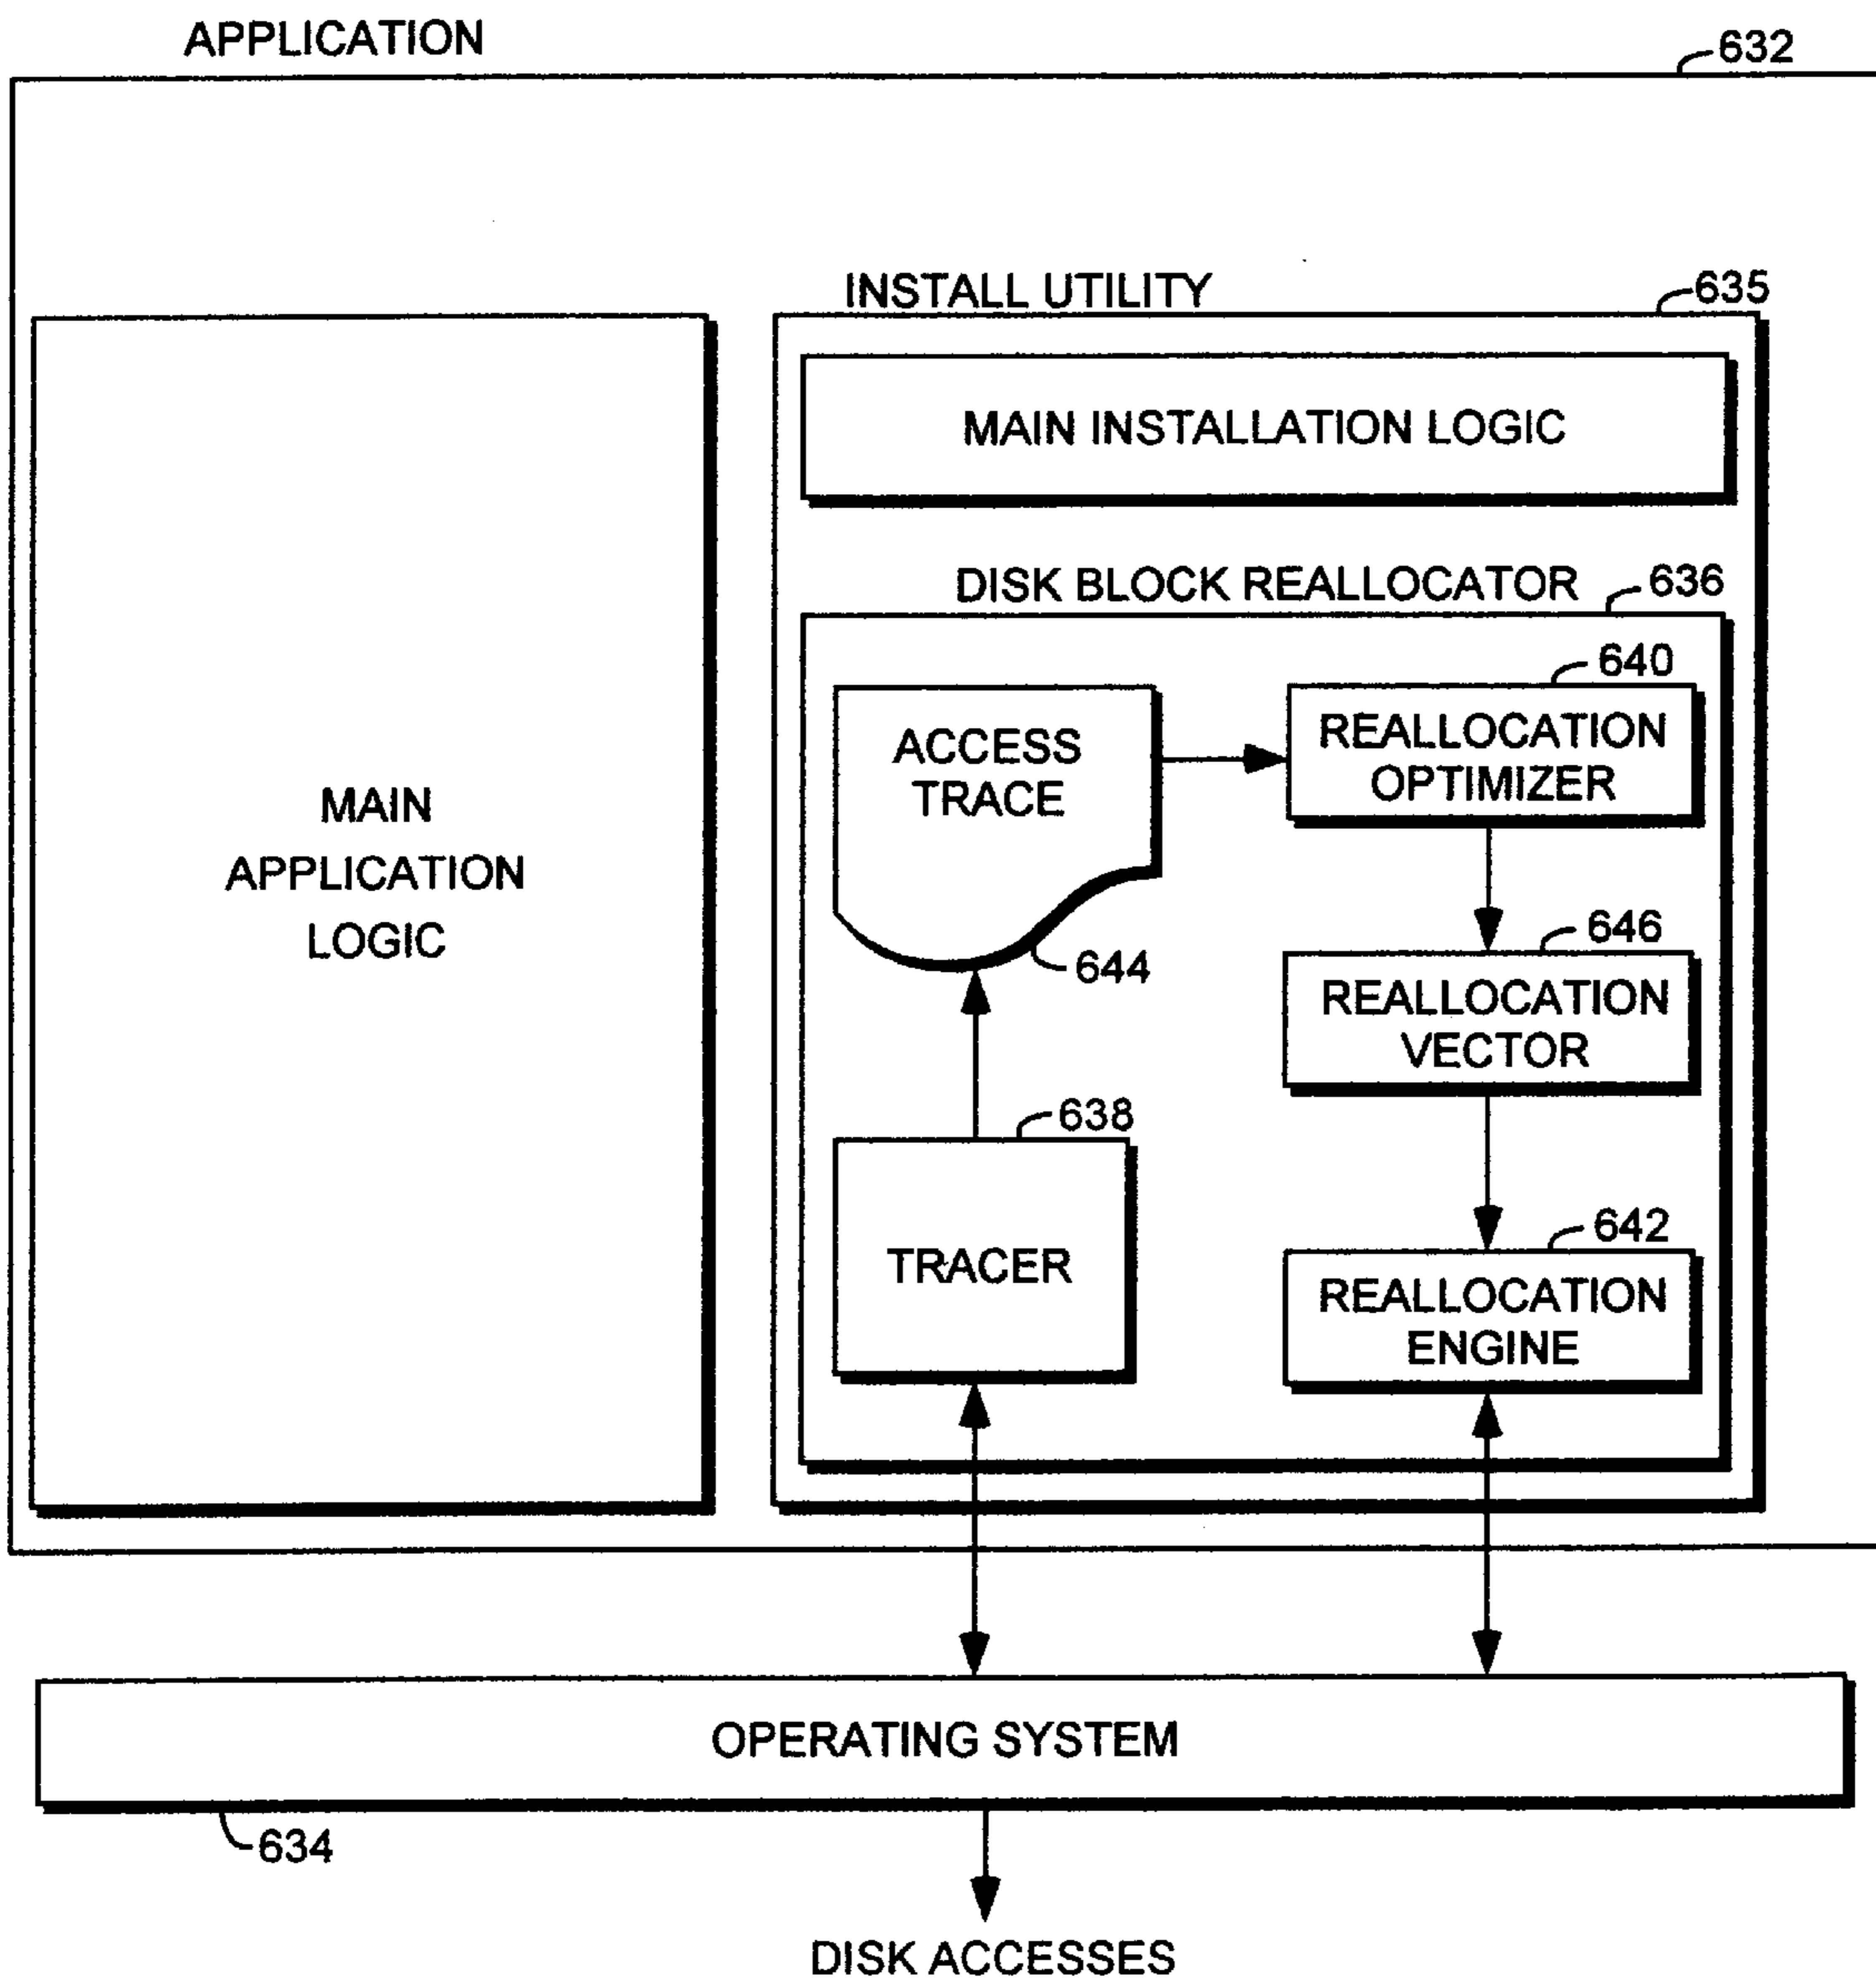 APPLICATION
632
INSTALL UTILITY
635
MAIN INSTALLATION LOGIC
DISK BLOCK REALLOCATOR
636
640
ACCESS
TRACE
REALLOCATION
OPTIMIZER
MAIN
APPLICATION
LOGIC
644
646
REALLOCATION
VECTOR
638
TRACER
642
REALLOCATION
ENGINE
OPERATING SYSTEM
634
DISK ACCESSES